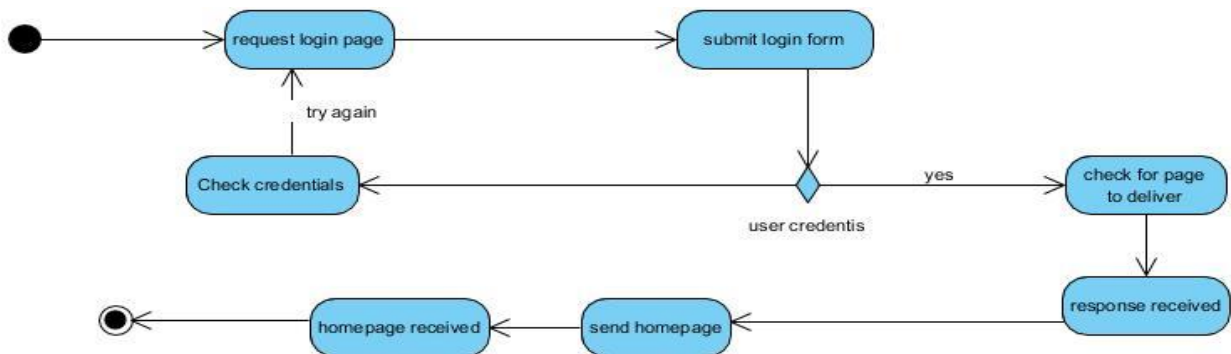 request login page
submit login form
try again
Check credentials
yes
check for page
to deliver
user credentis
response received
homepage received
send homepage